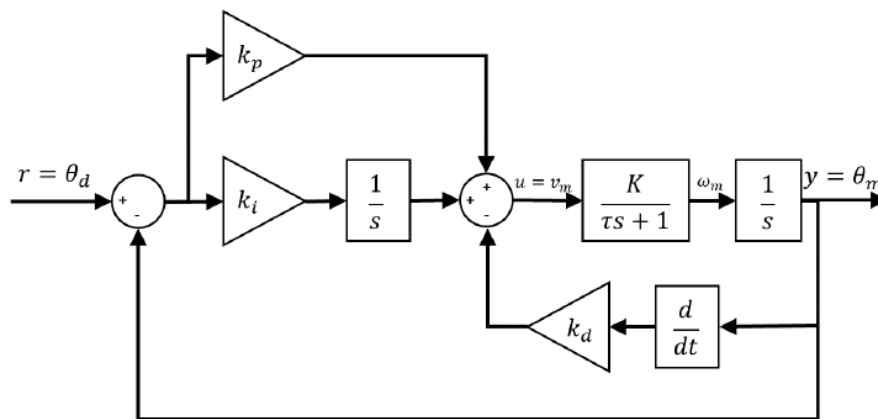 k_p
r = θ_d
+
-
k_i
1/s
+
+
-
u = v_m
K/(τs + 1)
ω_m
1/s
y = θ_m
k_d
d/dt